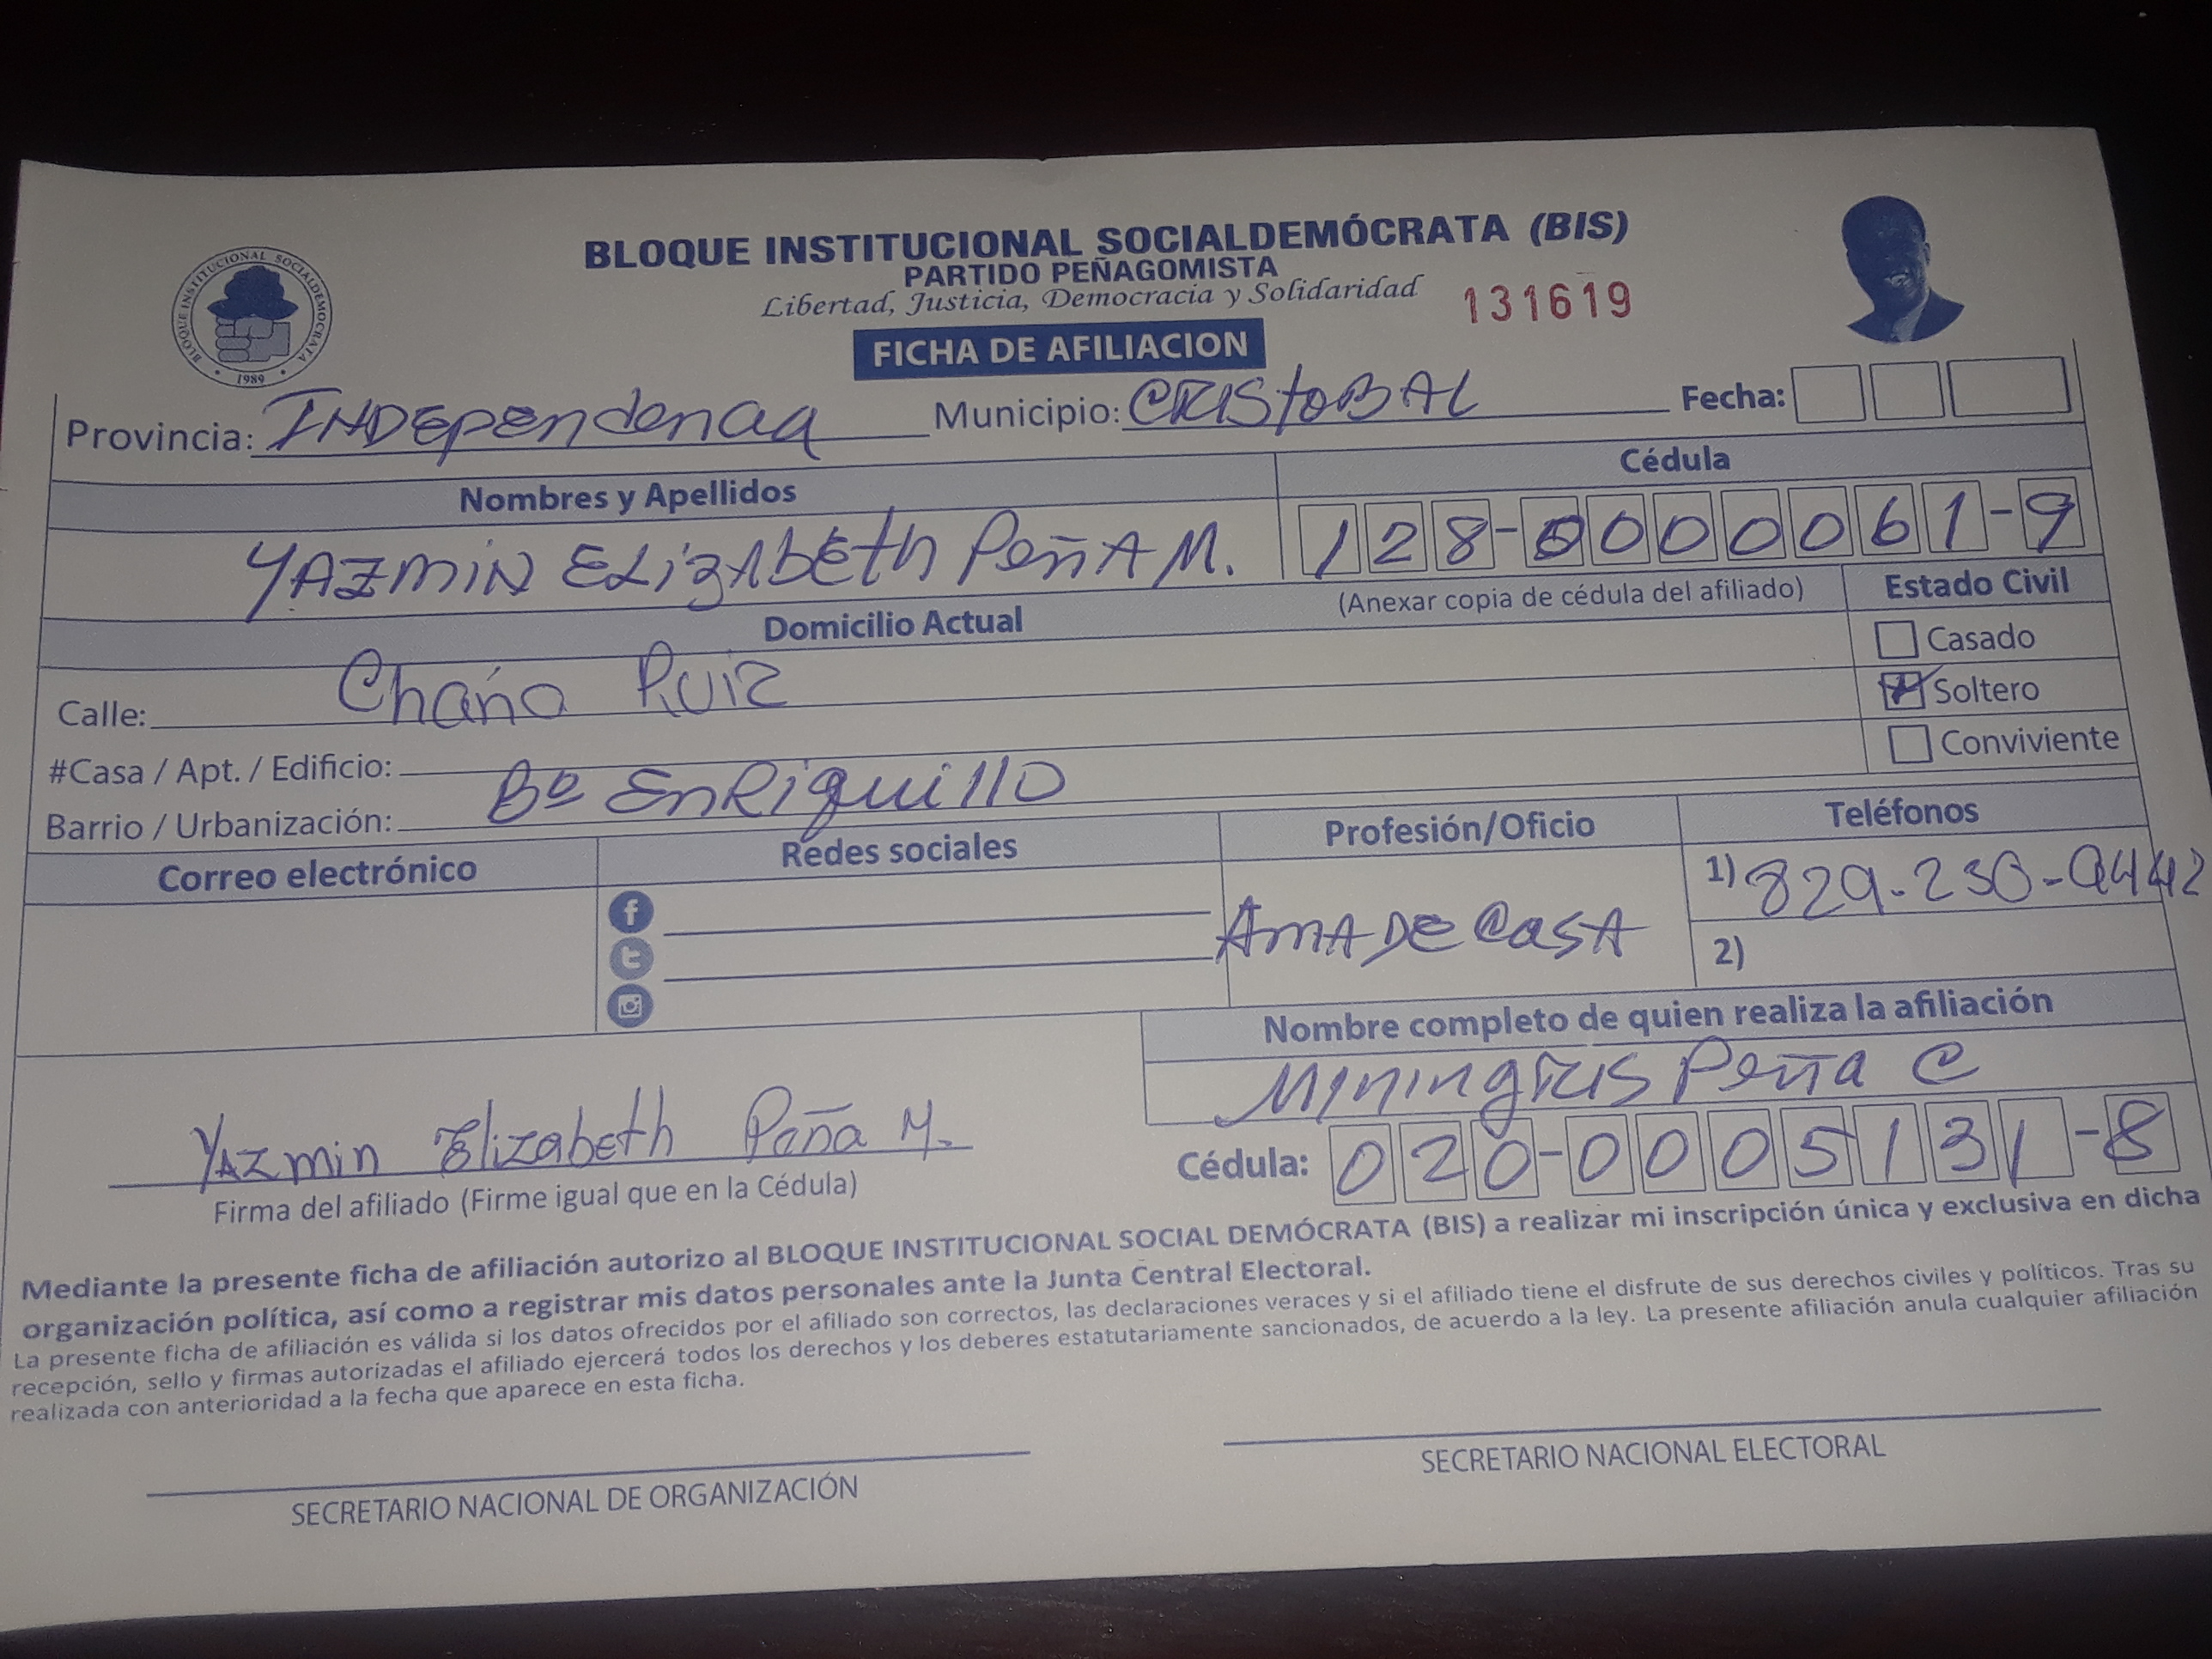 BLOQUE INSTITUCIONAL SOCIALDEMÓCRATA (BIS)
PARTIDO PEÑAGOMISTA
Libertad, Justicia, Democracia y Solidaridad
131619
BLOQUE INSTITUCIONAL SOCIALDEMOCRATA
1989
FICHA DE AFILIACION
Provincia: INDEpendencia Municipio: CRIStoBAL Fecha:
Nombres y Apellidos Cédula
YAZmiN ELizAbEth PeñA M. 128-0000061-9
(Anexar copia de cédula del afiliado)
Domicilio Actual Estado Civil
Casado
Calle: Chaño Ruiz
Soltero
#Casa / Apt. / Edificio:
Conviviente
Barrio / Urbanización: Bº EnRiquillo
Correo electrónico Redes sociales Profesión/Oficio Teléfonos
AmA DE CasA
1) 829-230-9442
2)
Nombre completo de quien realiza la afiliación
Peña C
YAZmin Elizabeth Peña M.
Cédula: 020-0005131-8
Firma del afiliado (Firme igual que en la Cédula)
Mediante la presente ficha de afiliación autorizo al BLOQUE INSTITUCIONAL SOCIAL DEMÓCRATA (BIS) a realizar mi inscripción única y exclusiva en dicha
organización política, así como a registrar mis datos personales ante la Junta Central Electoral.
La presente ficha de afiliación es válida si los datos ofrecidos por el afiliado son correctos, las declaraciones veraces y si el afiliado tiene el disfrute de sus derechos civiles y políticos. Tras su
recepción, sello y firmas autorizadas el afiliado ejercerá todos los derechos y los deberes estatutariamente sancionados, de acuerdo a la ley. La presente afiliación anula cualquier afiliación
realizada con anterioridad a la fecha que aparece en esta ficha.
SECRETARIO NACIONAL DE ORGANIZACIÓN
SECRETARIO NACIONAL ELECTORAL